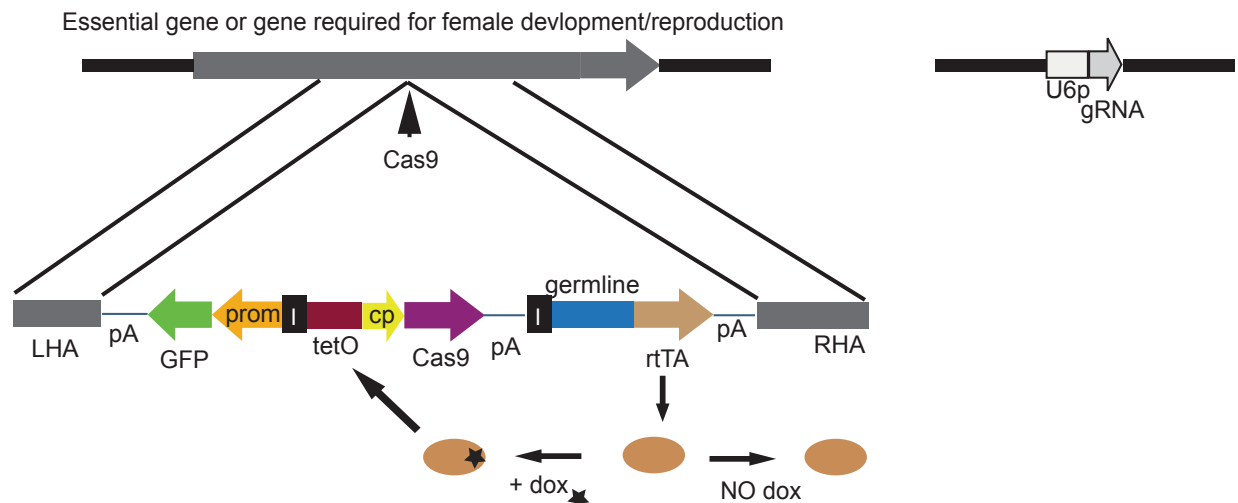 Essential gene or gene required for female devlopment/reproduction
U6p
gRNA
Cas9
germline
prom
I
cp
I
LHA
pA
GFP
tetO
Cas9
pA
rtTA
pA
RHA
+ dox
NO dox